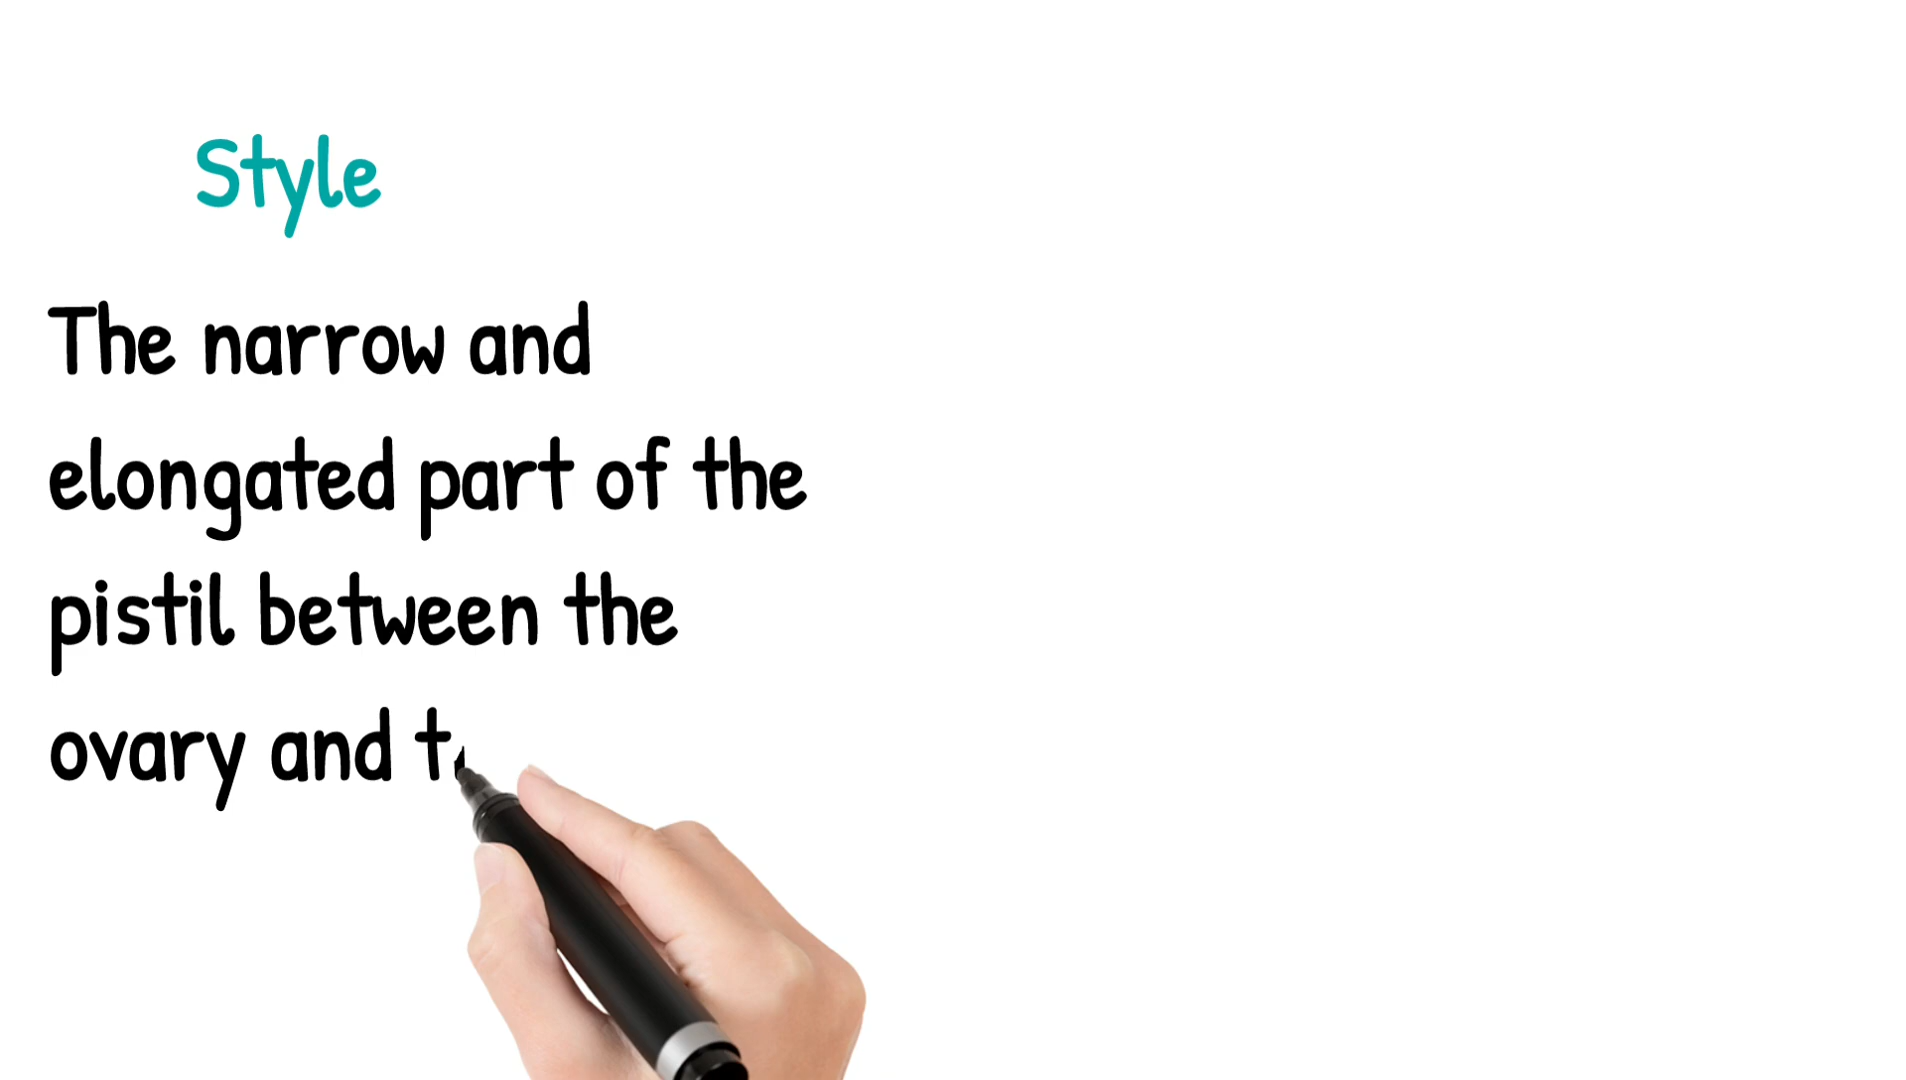 Style
The narrow and
elongated part of the
pistil between the
ovary and t